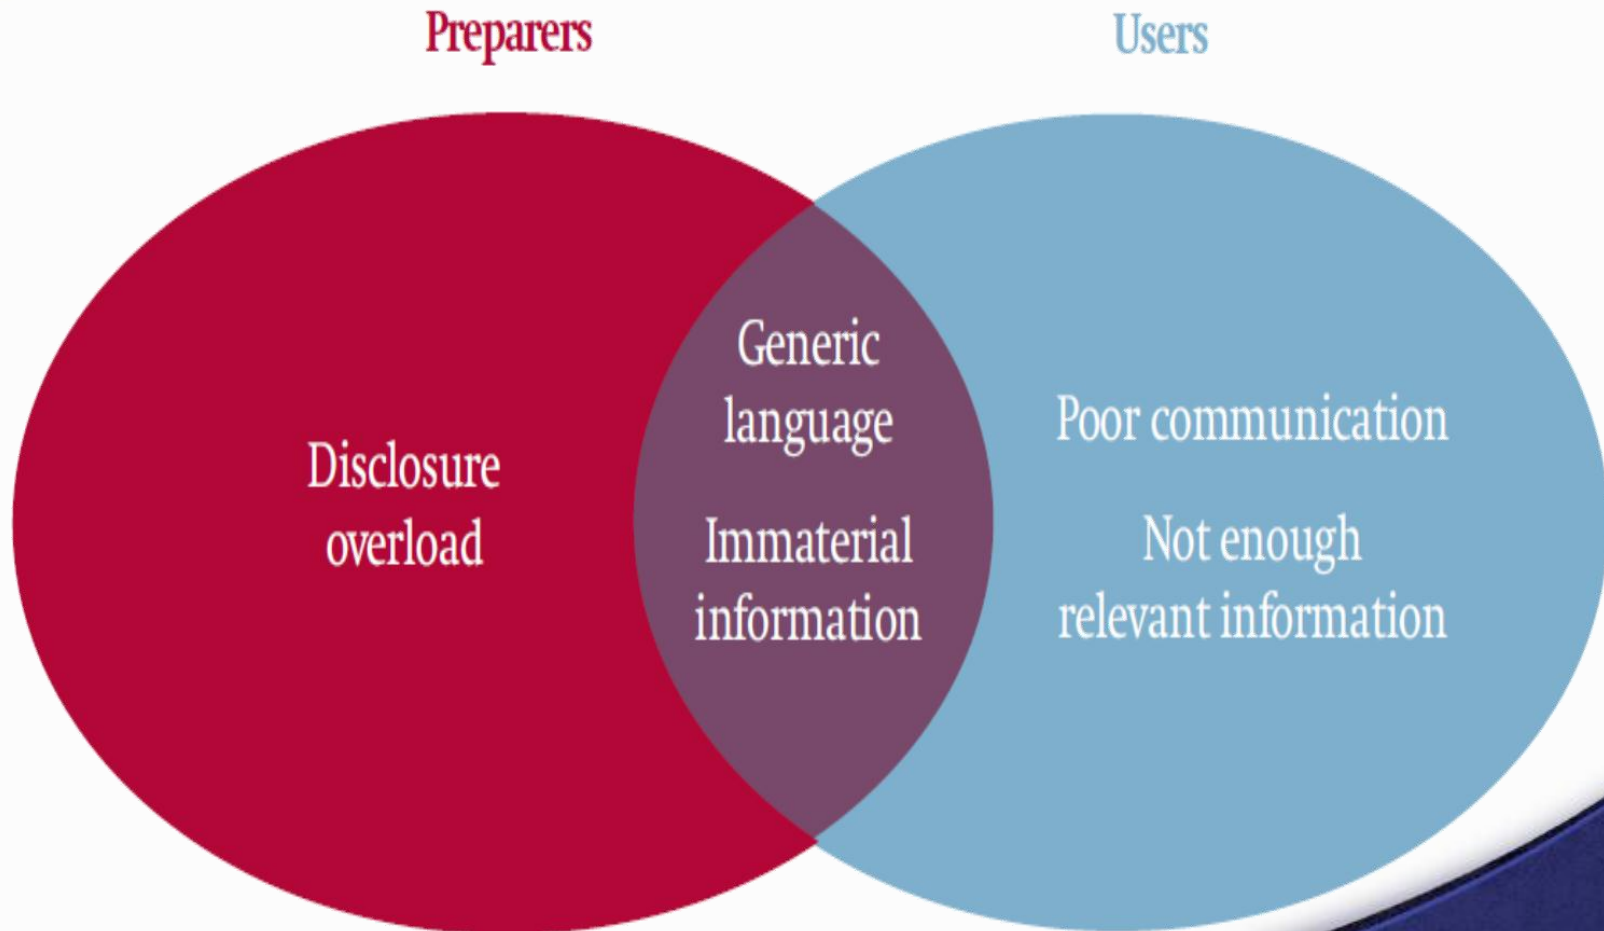 Preparers
Users
Disclosure
overload
Generic
language
Immaterial
information
Poor communication
Not enough
relevant information